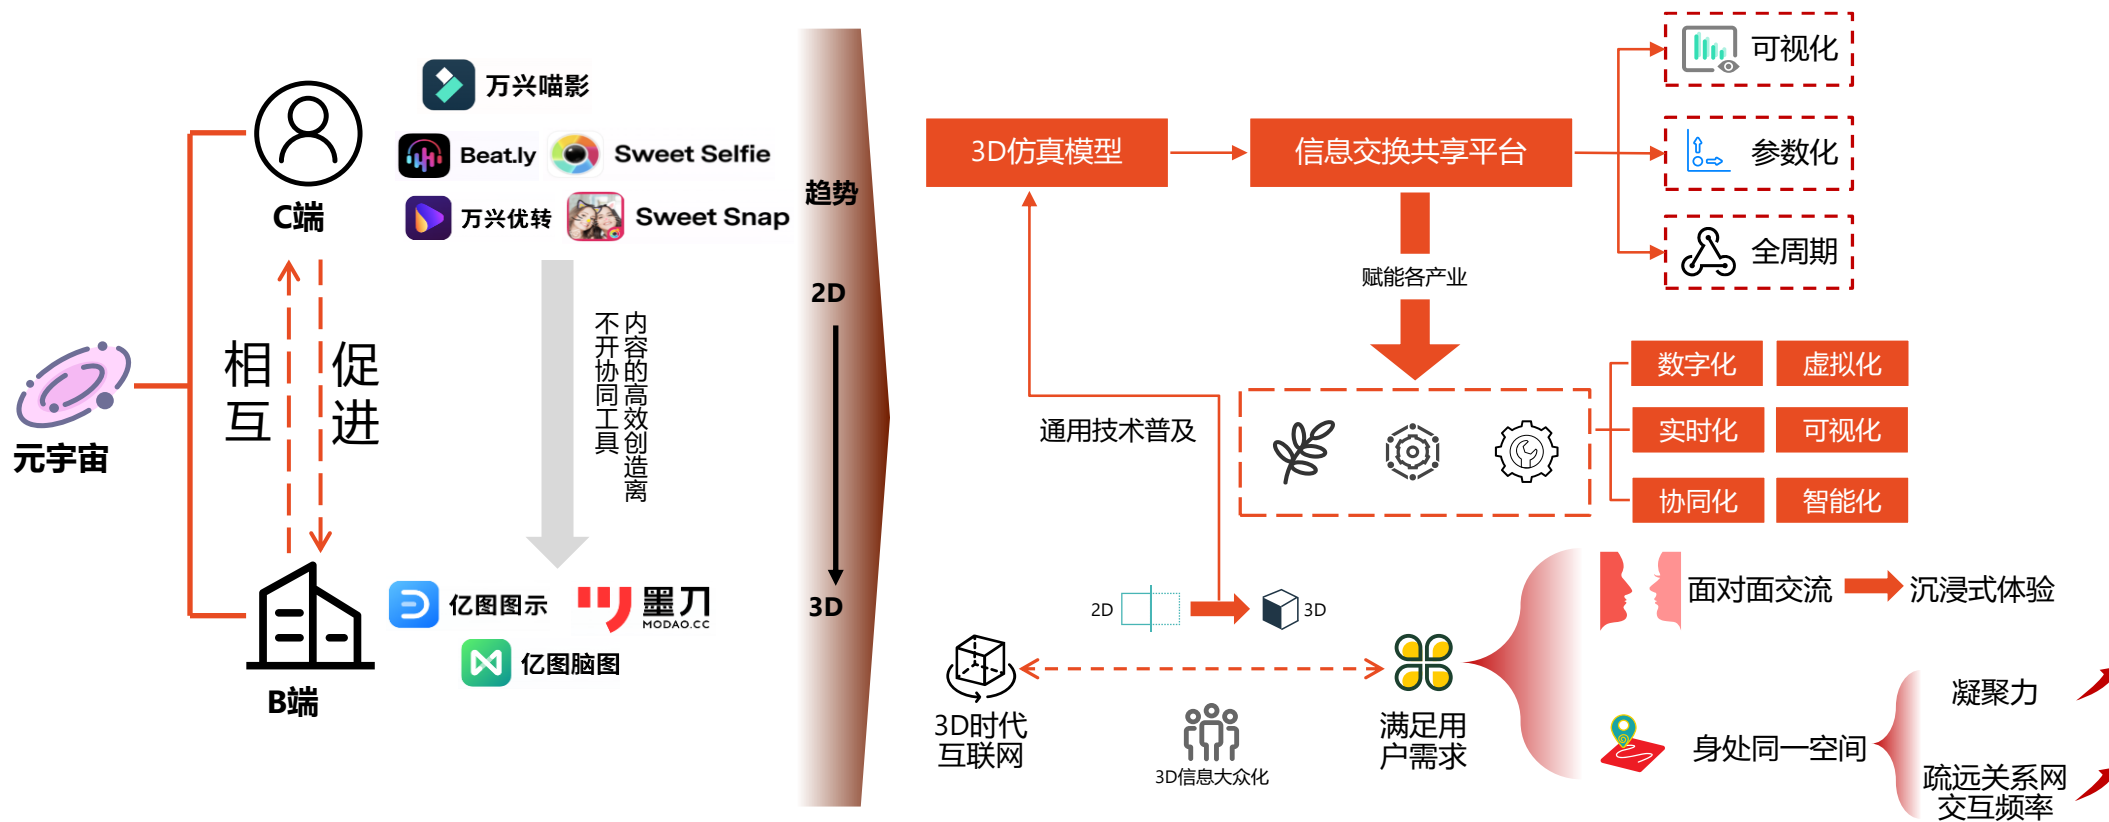 元宇宙
C端
相互
促进
B端
万兴喵影
Beat.ly
Sweet Selfie
万兴优转
Sweet Snap
内容的高效创造离
不开协同工具
亿图图示
墨刀
MODAO.CC
亿图脑图
趋势
2D
3D
3D仿真模型
信息交换共享平台
可视化
参数化
全周期
赋能各产业
通用技术普及
数字化
虚拟化
实时化
可视化
协同化
智能化
2D
3D
3D时代
互联网
3D信息大众化
满足用
户需求
面对面交流
沉浸式体验
身处同一空间
凝聚力
疏远关系网
交互频率